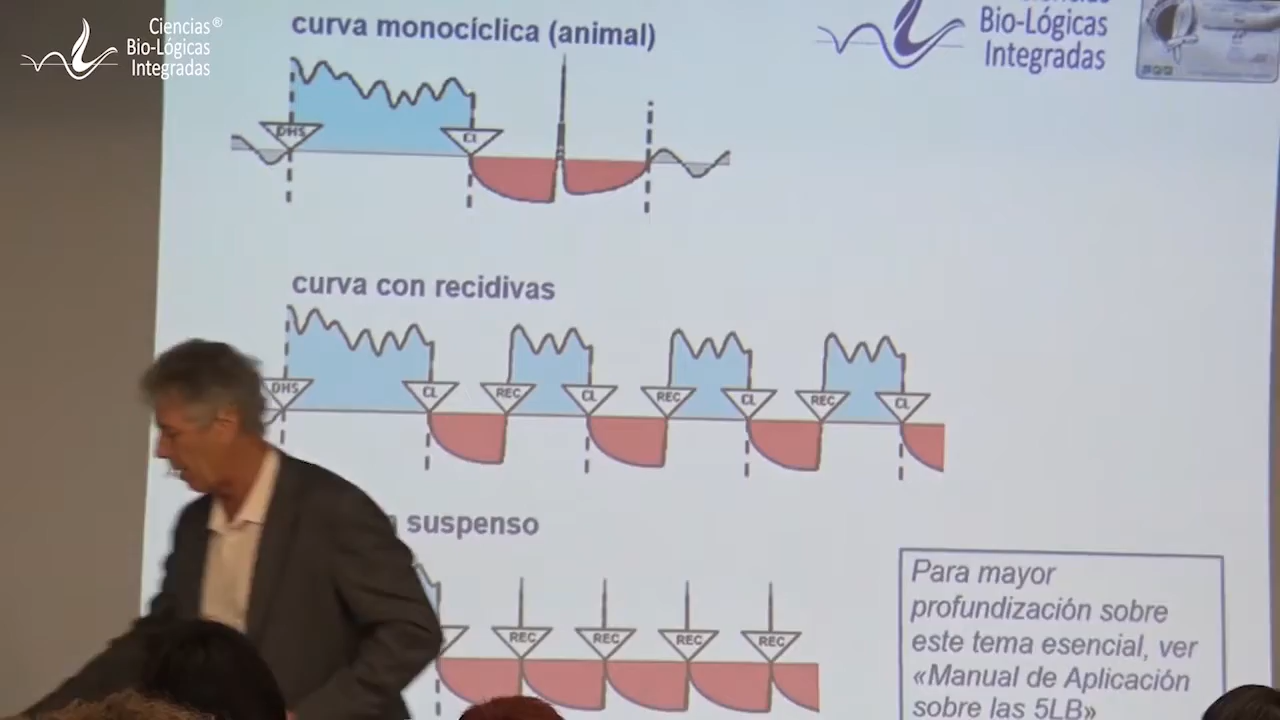 Ciencias ®
Bio-Lógicas
Integradas
Bio-Lógicas
Integradas
curva monocíclica (animal)
DHS
CL
curva con recidivas
DHS
CL
REC
CL
REC
CL
REC
CL
suspenso
REC
REC
REC
REC
Para mayor
profundización sobre
este tema esencial, ver
«Manual de Aplicación
sobre las 5LB»